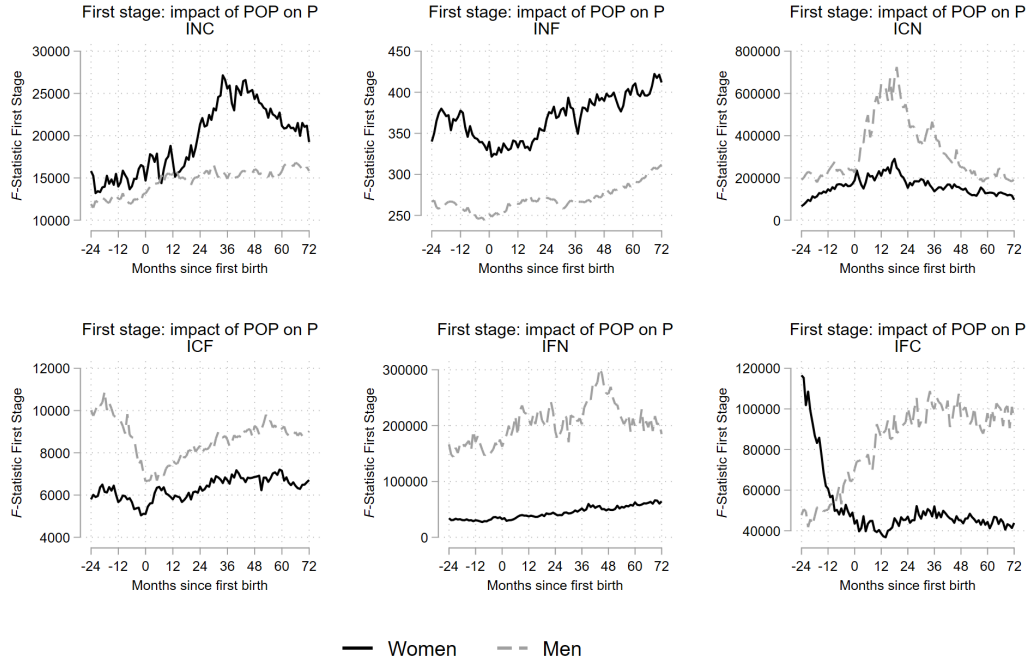 First stage: impact of POP on P
INC
F-Statistic First Stage
30000
25000
20000
15000
10000
-24 -12 0 12 24 36 48 60 72
Months since first birth
First stage: impact of POP on P
INF
F-Statistic First Stage
450
400
350
300
250
-24 -12 0 12 24 36 48 60 72
Months since first birth
First stage: impact of POP on P
ICN
F-Statistic First Stage
800000
600000
400000
200000
0
-24 -12 0 12 24 36 48 60 72
Months since first birth
First stage: impact of POP on P
ICF
F-Statistic First Stage
12000
10000
8000
6000
4000
-24 -12 0 12 24 36 48 60 72
Months since first birth
First stage: impact of POP on P
IFN
F-Statistic First Stage
300000
200000
100000
0
-24 -12 0 12 24 36 48 60 72
Months since first birth
First stage: impact of POP on P
IFC
F-Statistic First Stage
120000
100000
80000
60000
40000
-24 -12 0 12 24 36 48 60 72
Months since first birth
Women Men